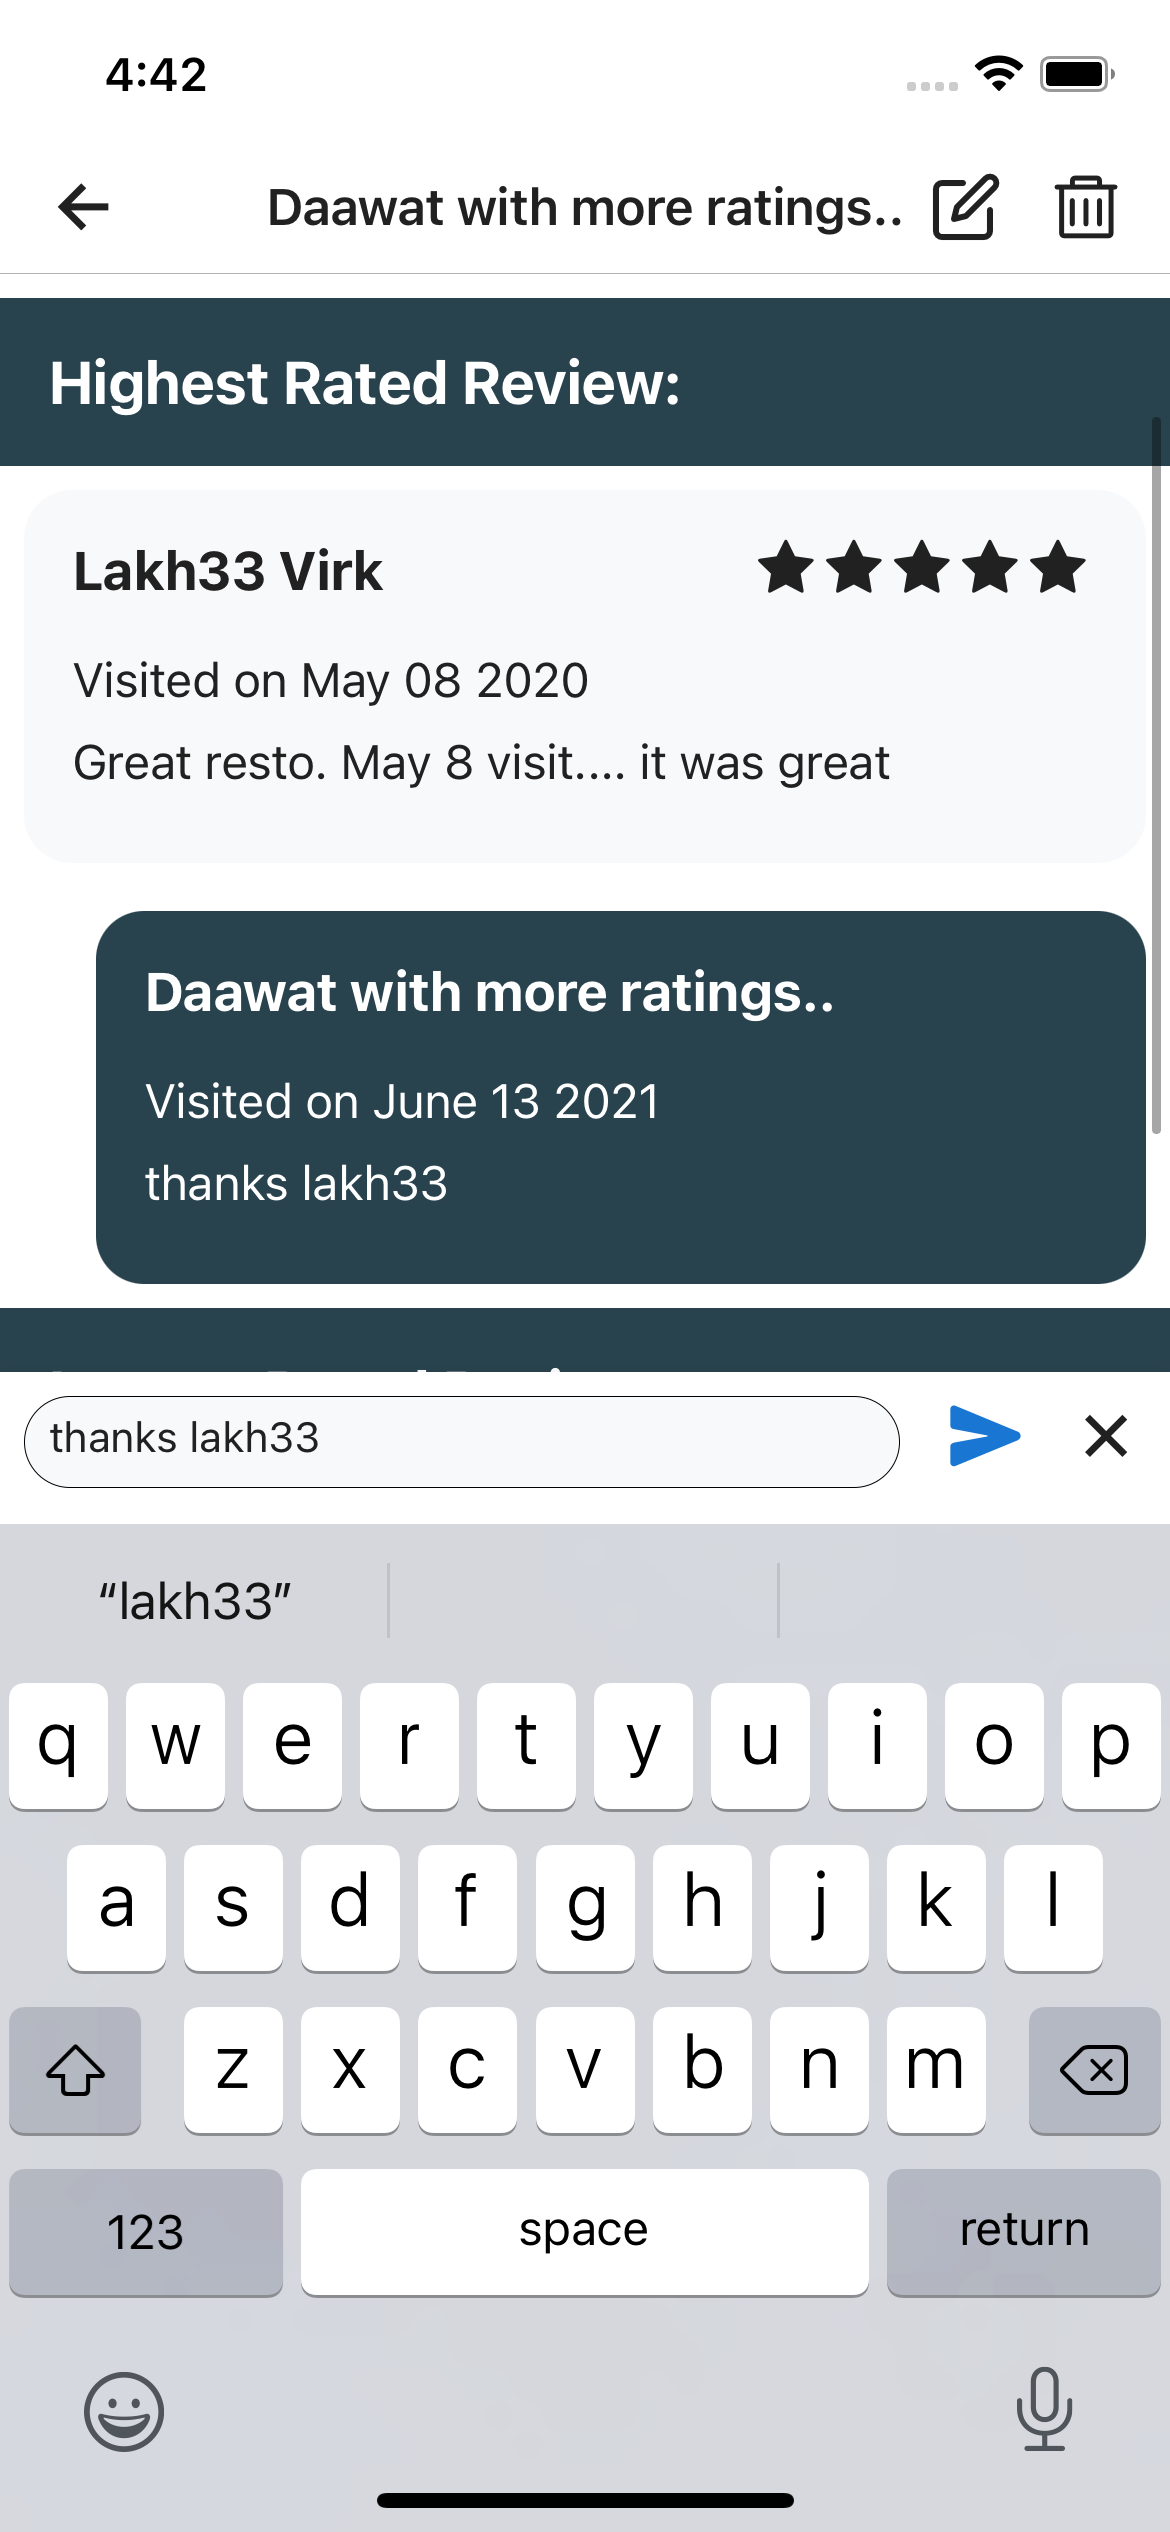 4:42
Daawat with more ratings..
Highest Rated Review:
Lakh33 Virk
Visited on May 08 2020
Great resto. May 8 visit.... it was great
Daawat with more ratings..
Visited on June 13 2021
thanks lakh33
thanks lakh33
“lakh33”
q w e r t y u i o p
a s d f g h j k l
z x c v b n m
123 space return